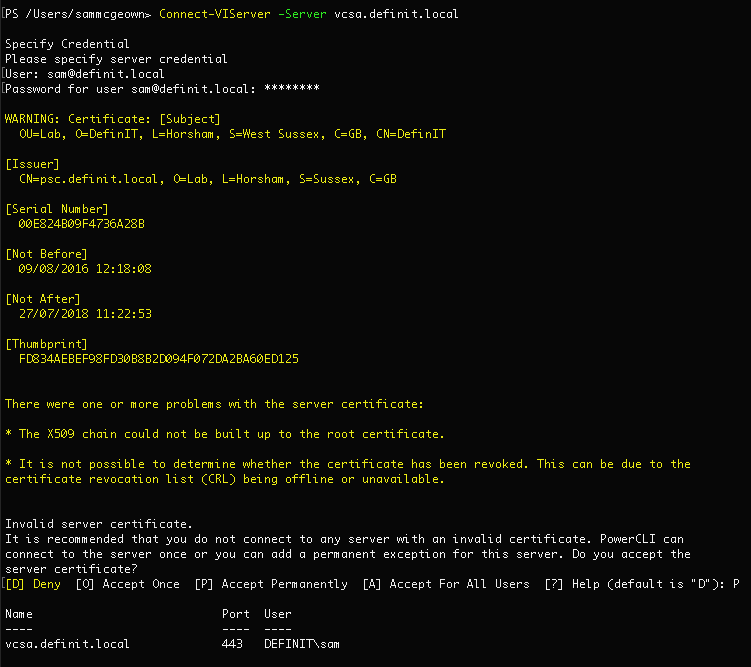 PS /Users/sammcgeown> Connect-VIServer -Server vcsa.definit.local
Specify Credential
Please specify server credential
User: sam@definit.local
Password for user sam@definit.local: ********
WARNING: Certificate: [Subject]
OU=Lab, O=DefinIT, L=Horsham, S=West Sussex, C=GB, CN=DefinIT
[Issuer]
CN=psc.definit.local, O=Lab, L=Horsham, S=Sussex, C=GB
[Serial Number]
00E824B09F4736A28B
[Not Before]
09/08/2016 12:18:08
[Not After]
27/07/2018 11:22:53
[Thumbprint]
FD834AEBEF98FD30B8B2D094F072DA2BA60ED125
There were one or more problems with the server certificate:
* The X509 chain could not be built up to the root certificate.
* It is not possible to determine whether the certificate has been revoked. This can be due to the
certificate revocation list (CRL) being offline or unavailable.
Invalid server certificate.
It is recommended that you do not connect to any server with an invalid certificate. PowerCLI can
connect to the server once or you can add a permanent exception for this server. Do you accept the
server certificate?
[D] Deny  [O] Accept Once  [P] Accept Permanently  [A] Accept For All Users  [?] Help (default is "D"): P
Name Port User
---- ---- ----
vcsa.definit.local 443 DEFINIT\sam